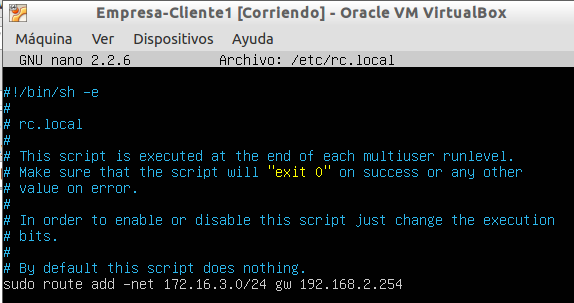 Empresa-Cliente1 [Corriendo] - Oracle VM VirtualBox
Máquina Ver Dispositivos Ayuda
GNU nano 2.2.6 Archivo: /etc/rc.local
#!/bin/sh -e
#
# rc.local
#
# This script is executed at the end of each multiuser runlevel.
# Make sure that the script will "exit 0" on success or any other
# value on error.
#
# In order to enable or disable this script just change the execution
# bits.
#
# By default this script does nothing.
sudo route add -net 172.16.3.0/24 gw 192.168.2.254